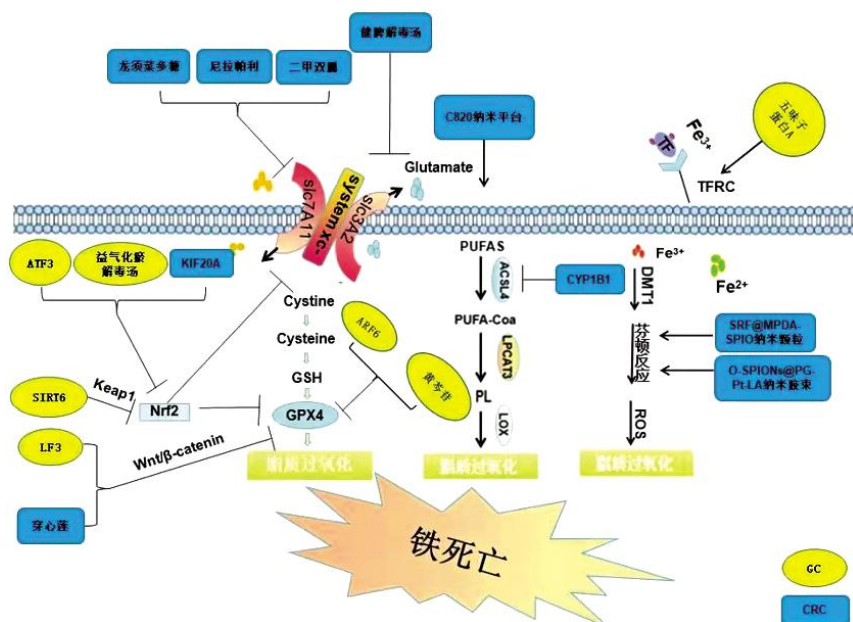 健脾解毒汤
龙须菜多糖
尼拉帕利
二甲双胍
C820纳米平台
五味子
蛋白A
Fe3+
TF
TFRC
Glutamate
slc7A11
system xc-
slc3A2
ATF3
益气化瘀
解毒汤
KIF20A
PUFAS
Fe3+
ACSL4
CYP1B1
DMT1
Fe2+
Cystine
PUFA-Coa
ARF6
Cysteine
LPCAT3
芬顿反应
SRF@MPDA-
SPIO纳米颗粒
GSH
黄芩苷
O-SPIONs@PG-
Pt-LA纳米胶束
SIRT6
Keap1
Nrf2
GPX4
PL
LOX
ROS
LF3
Wnt/β-catenin
脂质过氧化
脂质过氧化
脂质过氧化
穿心莲
铁死亡
GC
CRC